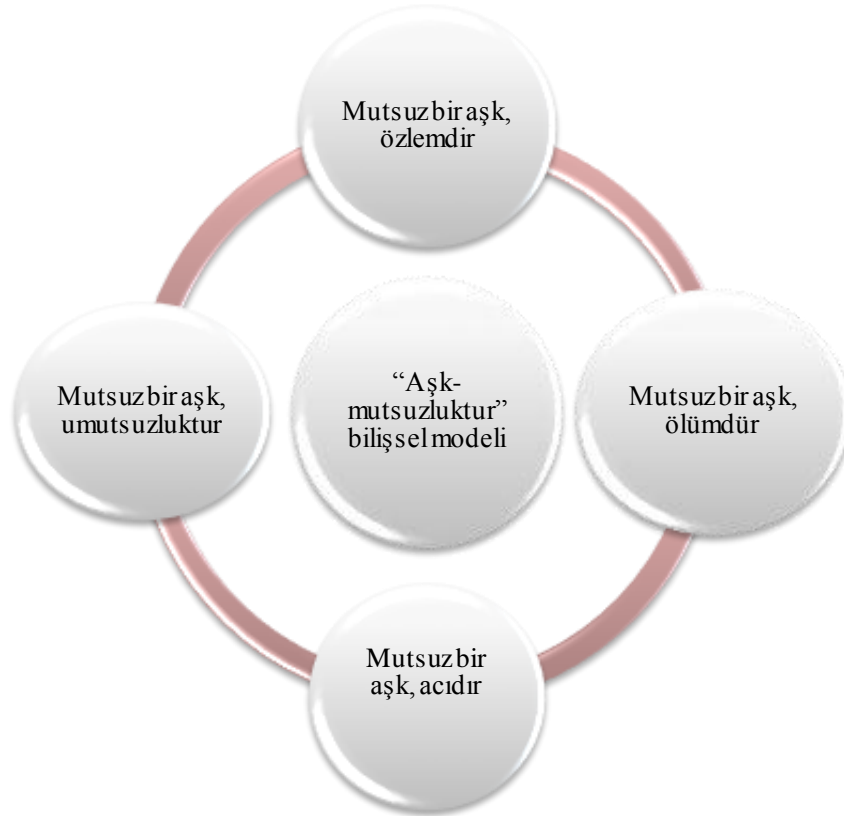 Mutsuz bir aşk,
özlemdir
Mutsuz bir aşk,
umutsuzluktur
“Aşk-
mutsuzluktur”
bilişsel modeli
Mutsuz bir aşk,
ölümdür
Mutsuz bir
aşk, acıdır